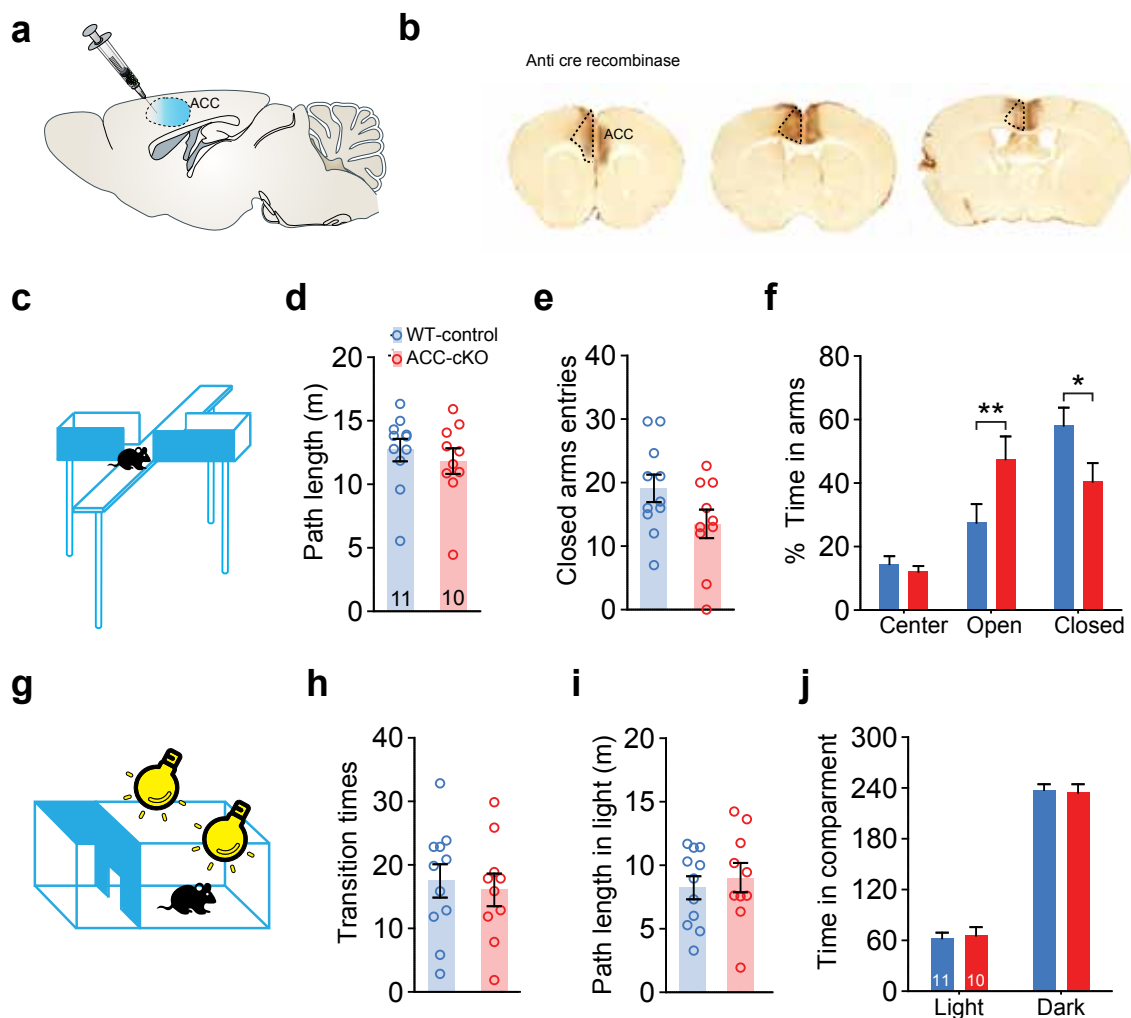 a
ACC
b
Anti cre recombinase
ACC
c
d
WT-control
ACC-cKO
Path length (m)
20
15
10
5
0
11
10
e
Closed arms entries
40
30
20
10
0
f
% Time in arms
80
60
40
20
0
**
*
Center
Open
Closed
g
h
Transition times
40
30
20
10
0
i
Path length in light (m)
20
15
10
5
0
j
Time in comparment
300
240
180
120
60
0
11
10
Light
Dark